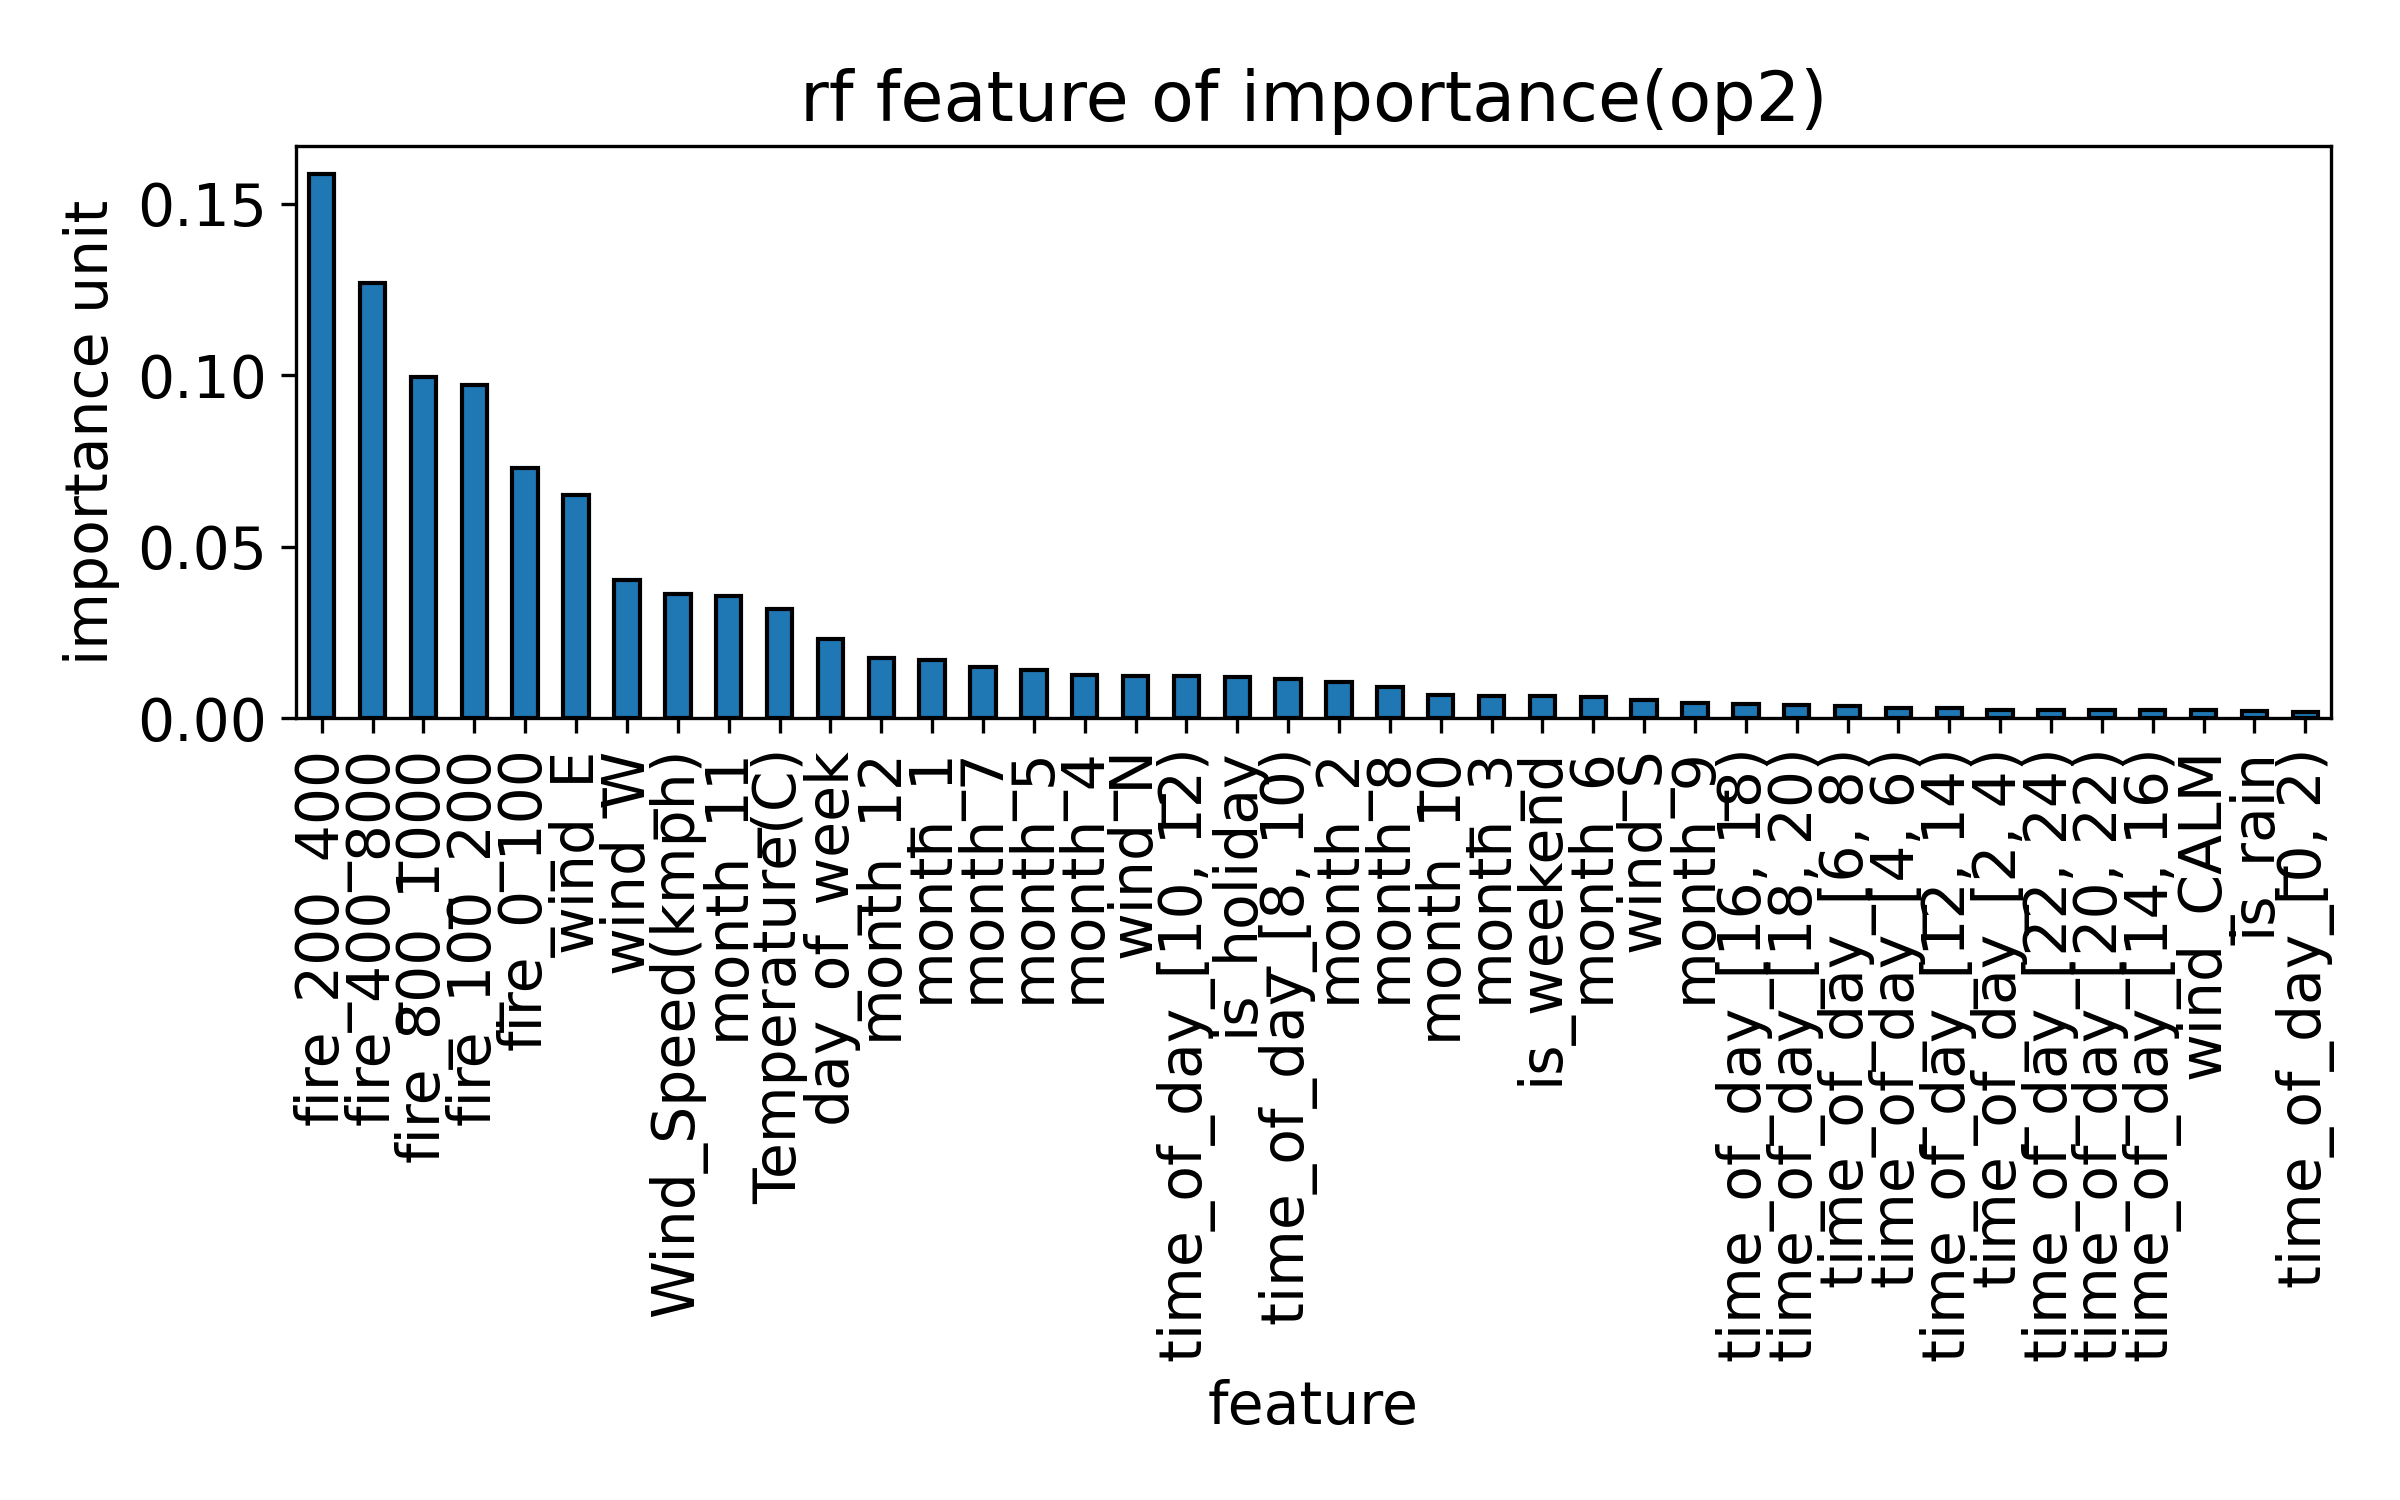 rf feature of importance(op2)
importance unit
0.15
0.10
0.05
0.00
fire_200_400
fire_400_800
fire_800_1000
fire_100_200
fire_0_100
wind_E
wind_W
Wind_Speed(kmph)
month_11
Temperature_(C)
day_of_week
month_12
month_1
month_7
month_5
month_4
wind_N
time_of_day_[10, 12)
is_holiday
time_of_day_[8, 10)
month_2
month_8
month_10
month_3
is_weekend
month_6
wind_S
month_9
time_of_day_[16, 18)
time_of_day_[18, 20)
time_of_day_[6, 8)
time_of_day_[4, 6)
time_of_day_[12, 14)
time_of_day_[2, 4)
time_of_day_[22, 24)
time_of_day_[20, 22)
time_of_day_[14, 16)
wind_CALM
is_rain
time_of_day_[0, 2)
feature